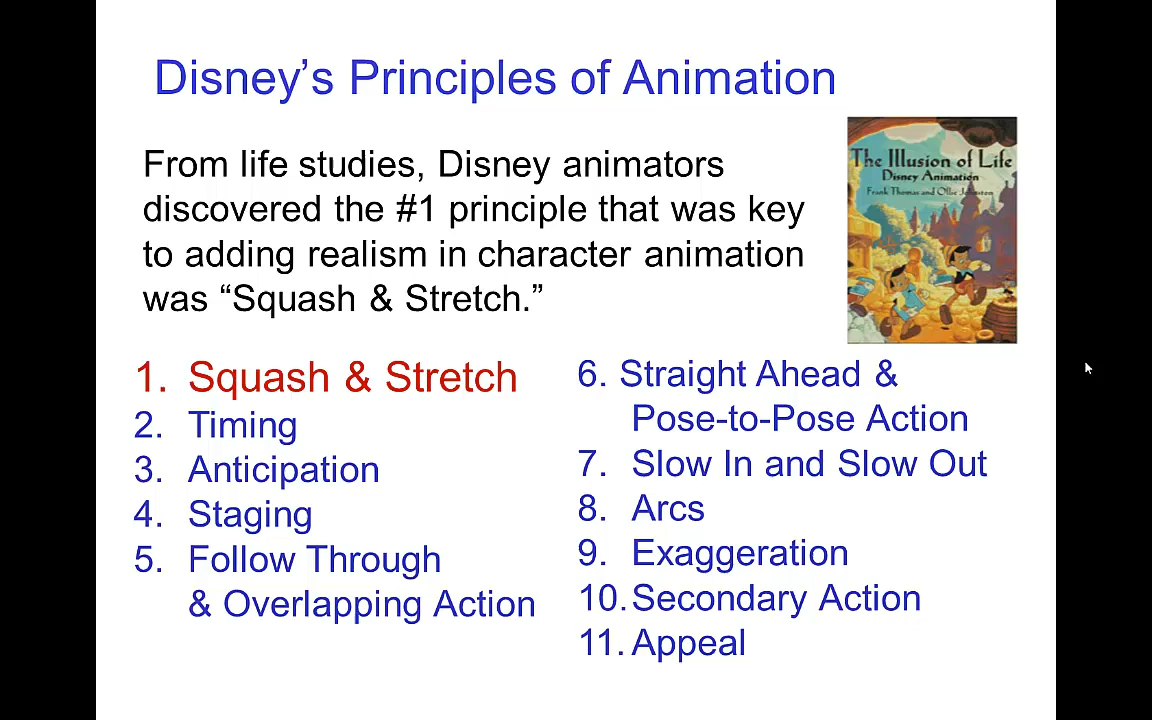 Disney’s Principles of Animation
From life studies, Disney animators
discovered the #1 principle that was key
to adding realism in character animation
was “Squash & Stretch.”
The Illusion of Life
Disney Animation
Frank Thomas and Ollie Johnston
1. Squash & Stretch
2. Timing
3. Anticipation
4. Staging
5. Follow Through
& Overlapping Action
6. Straight Ahead &
Pose-to-Pose Action
7. Slow In and Slow Out
8. Arcs
9. Exaggeration
10. Secondary Action
11. Appeal